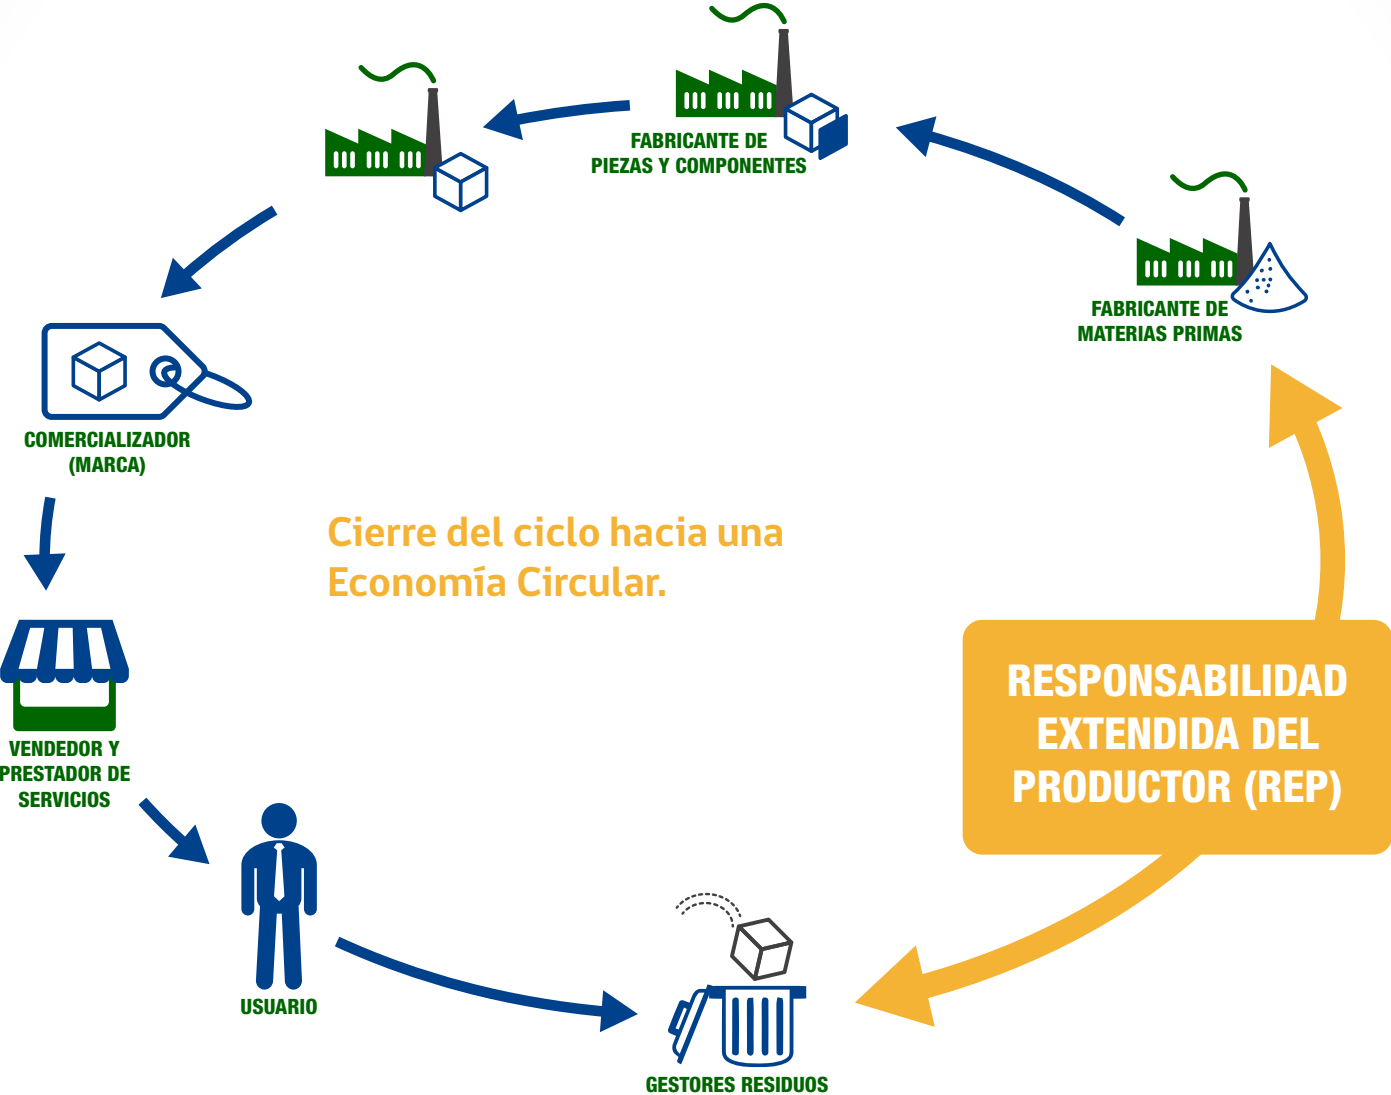 FABRICANTE DE
PIEZAS Y COMPONENTES
FABRICANTE DE
MATERIAS PRIMAS
COMERCIALIZADOR
(MARCA)
Cierre del ciclo hacia una
Economía Circular.
RESPONSABILIDAD
EXTENDIDA DEL
PRODUCTOR (REP)
VENDEDOR Y
PRESTADOR DE
SERVICIOS
USUARIO
GESTORES RESIDUOS